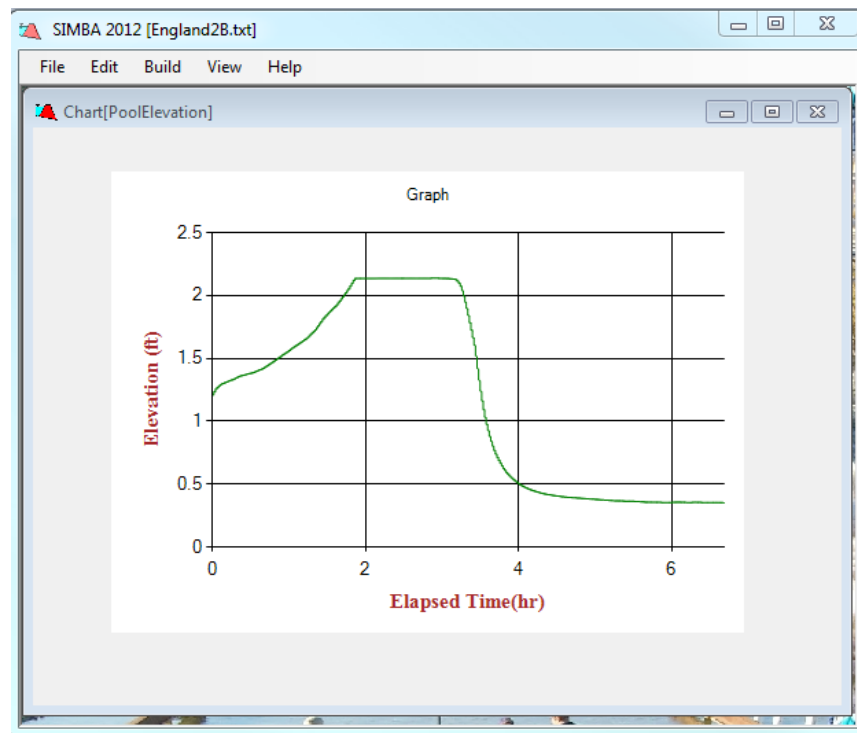 SIMBA 2012 [England2B.txt]
File Edit Build View Help
Chart[PoolElevation]
Graph
2.5
2
1.5
1
0.5
0
Elevation (ft)
0 2 4 6
Elapsed Time(hr)